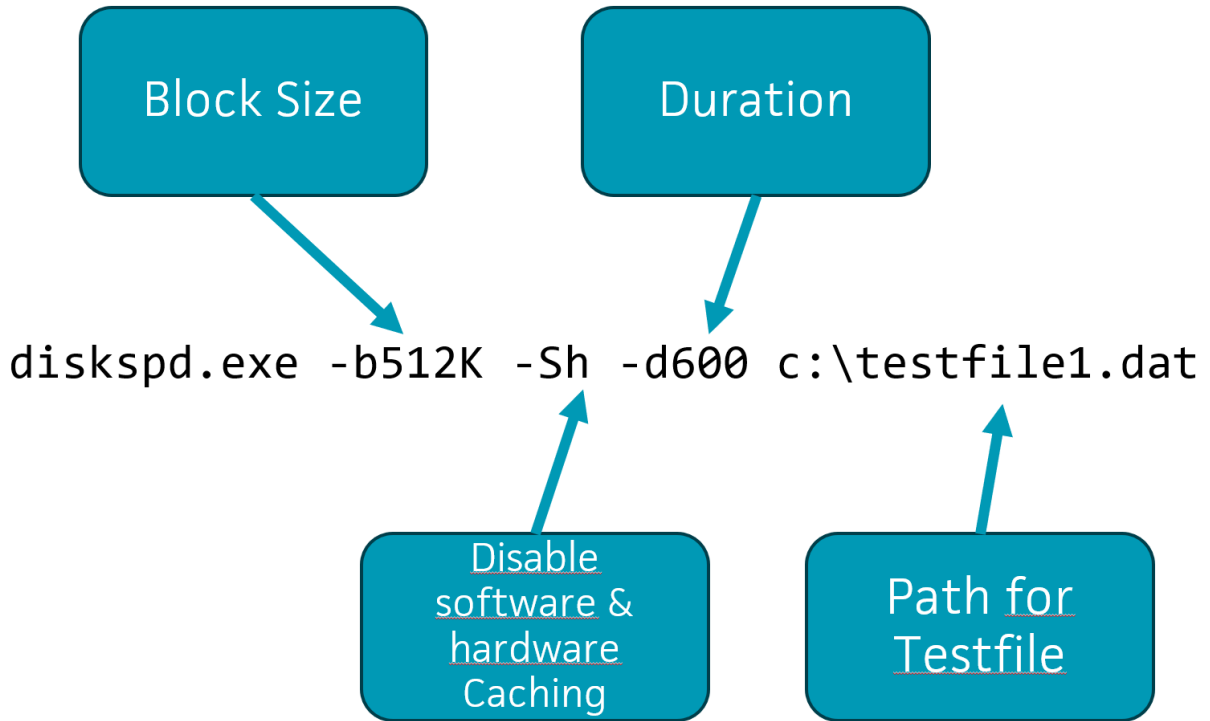 Block Size
Duration
diskspd.exe -b512K -Sh -d600 c:\testfile1.dat
Disable
software &
hardware
Caching
Path for
Testfile